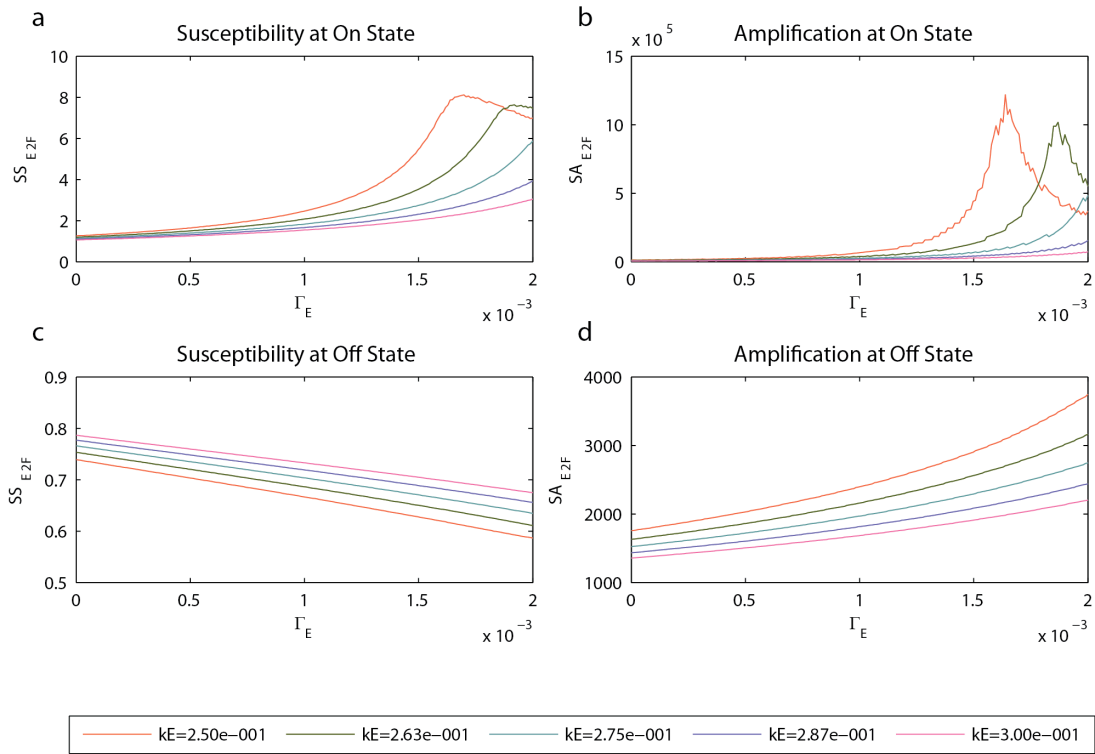 a
Susceptibility at On State
10
8
6
4
2
0
SS E2F
0 0.5 1 1.5 2
Γ E
x 10 −3
b
Amplification at On State
x 10 5
15
10
5
0
SA E2F
0 0.5 1 1.5 2
Γ E
x 10 −3
c
Susceptibility at Off State
0.9
0.8
0.7
0.6
0.5
SS E2F
0 0.5 1 1.5 2
Γ E
x 10 −3
d
Amplification at Off State
4000
3000
2000
1000
SA E2F
0 0.5 1 1.5 2
Γ E
x 10 −3
kE=2.50e−001 kE=2.63e−001 kE=2.75e−001 kE=2.87e−001 kE=3.00e−001